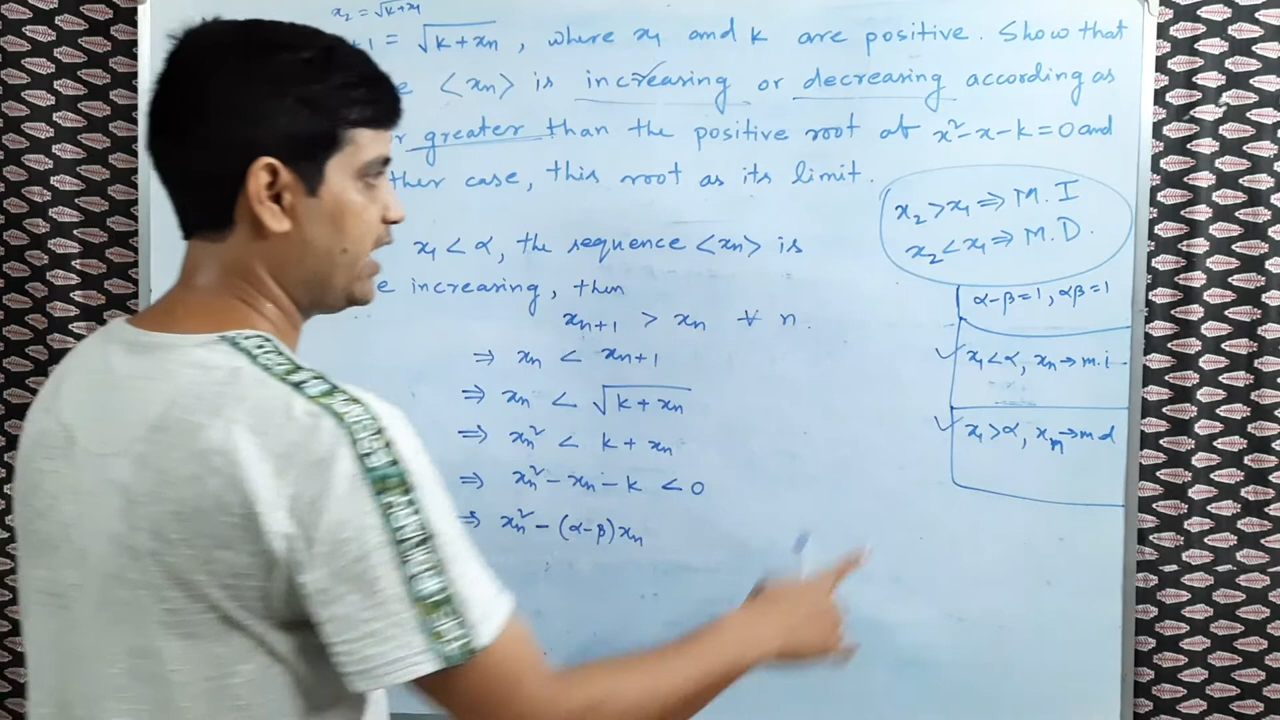 x₂ = √k+x₁
+1 = √k+xₙ , where x₁ and k are positive. Show that
<xₙ> is increasing or decreasing according as
greater than the positive root at x²-x-k=0 and
case, this root as its limit.
x₂>x₁ ⇒ M.I
x₂<x₁ ⇒ M.D.
x₁ < α, the sequence <xₙ> is
increasing, then
xₙ₊₁ > xₙ ∀ n.
⇒ xₙ < xₙ₊₁
⇒ xₙ < √k+xₙ
⇒ xₙ² < k+xₙ
⇒ xₙ²-xₙ-k <0
⇒ xₙ²-(α-β)xₙ
α-β=1, αβ=1
✓ x₁<α, xₙ→m.i
✓ x₁>α, xₙ→md